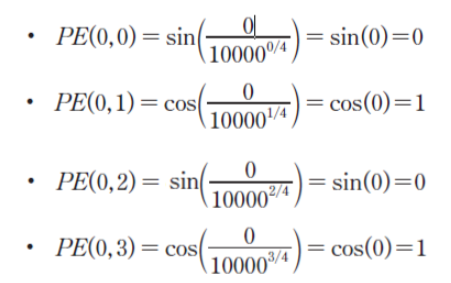 • PE(0,0) = sin(0/10000^{0/4}) = sin(0)=0
• PE(0,1) = cos(0/10000^{1/4}) = cos(0)=1
• PE(0,2) = sin(0/10000^{2/4}) = sin(0)=0
• PE(0,3) = cos(0/10000^{3/4}) = cos(0)=1